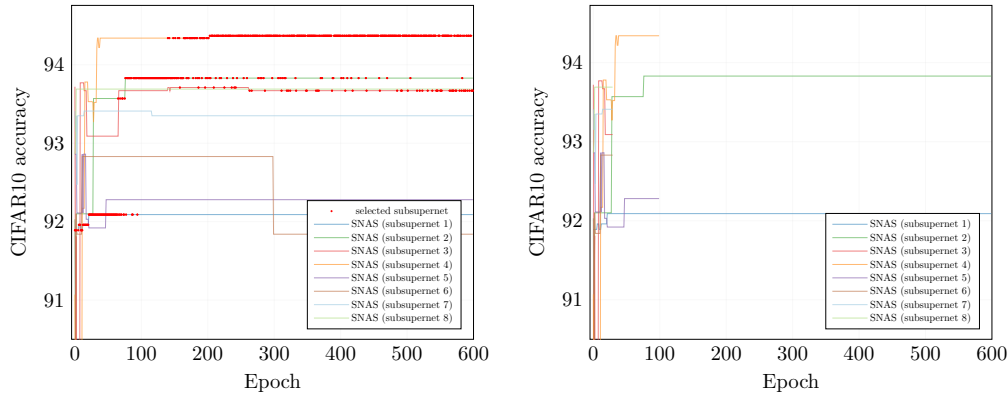 CIFAR10 accuracy
94
93
92
91
0
100
200
300
400
500
600
Epoch
selected subsupernet
SNAS (subsupernet 1)
SNAS (subsupernet 2)
SNAS (subsupernet 3)
SNAS (subsupernet 4)
SNAS (subsupernet 5)
SNAS (subsupernet 6)
SNAS (subsupernet 7)
SNAS (subsupernet 8)
CIFAR10 accuracy
94
93
92
91
0
100
200
300
400
500
600
Epoch
SNAS (subsupernet 1)
SNAS (subsupernet 2)
SNAS (subsupernet 3)
SNAS (subsupernet 4)
SNAS (subsupernet 5)
SNAS (subsupernet 6)
SNAS (subsupernet 7)
SNAS (subsupernet 8)